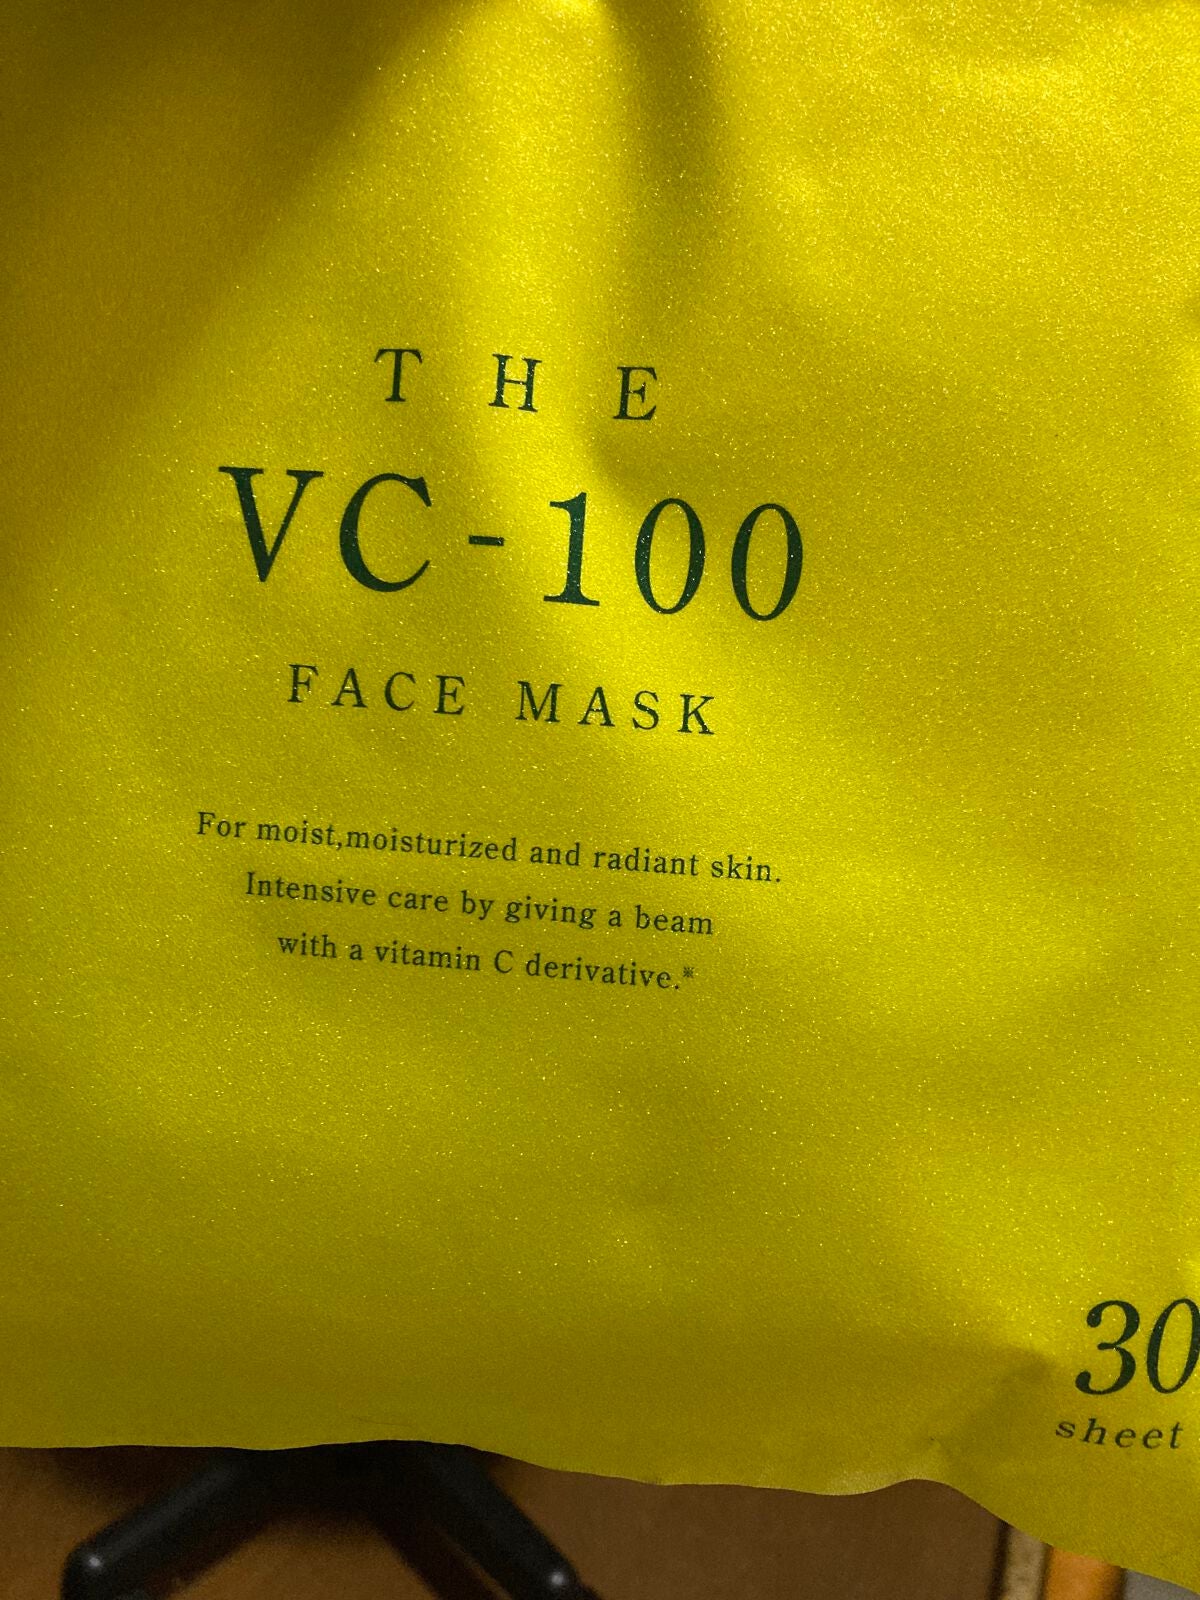 THE
VC-100
FACE MASK
For moist,moisturized and radiant skin.
Intensive care by giving a beam
with a vitamin C derivative.※
30
sheet